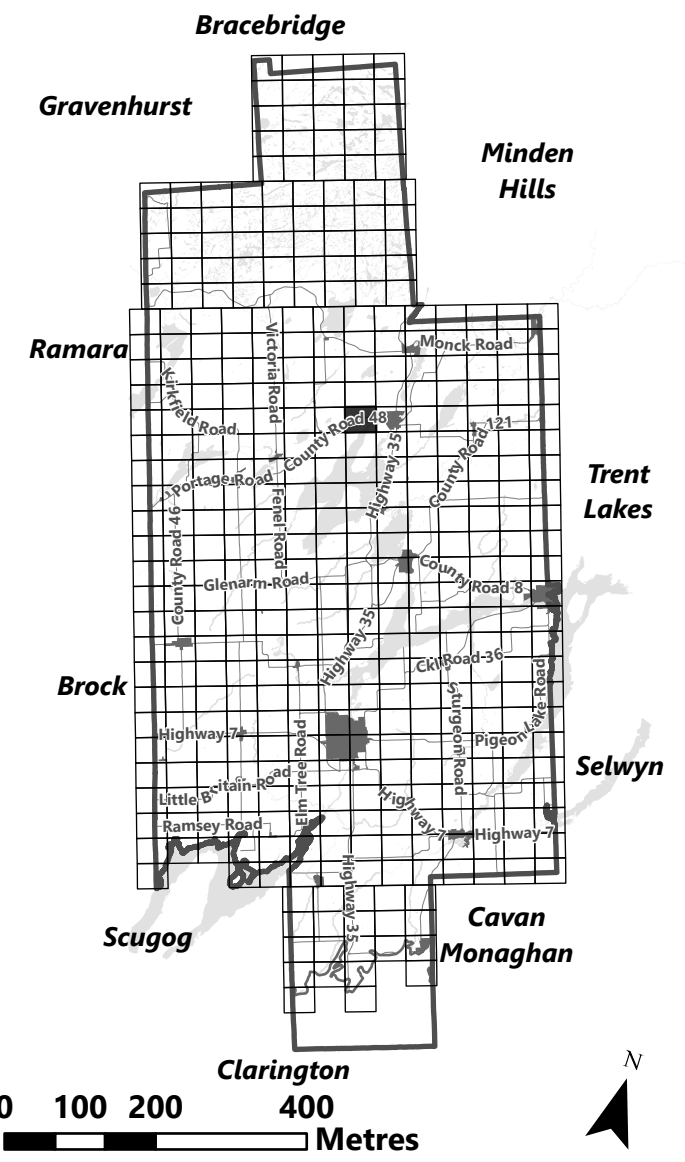 Bracebridge
Gravenhurst
Minden
Hills
Ramara
Victoria Road
Monck Road
Kirkfield Road
County Road 48
Highway 35
County Road 121
Portage Road
Trent
Lakes
County Road 46
Fenel Road
Glenarm Road
County Road 8
Highway 35
Ckl Road 36
Brock
Highway 7
Elm Tree Road
Sturgeon Road
Pigeon Lake Road
Selwyn
Little Britain Road
Highway 7
Ramsey Road
Highway 7
Highway 35
Scugog
Cavan
Monaghan
Clarington
N
0 100 200 400
Metres